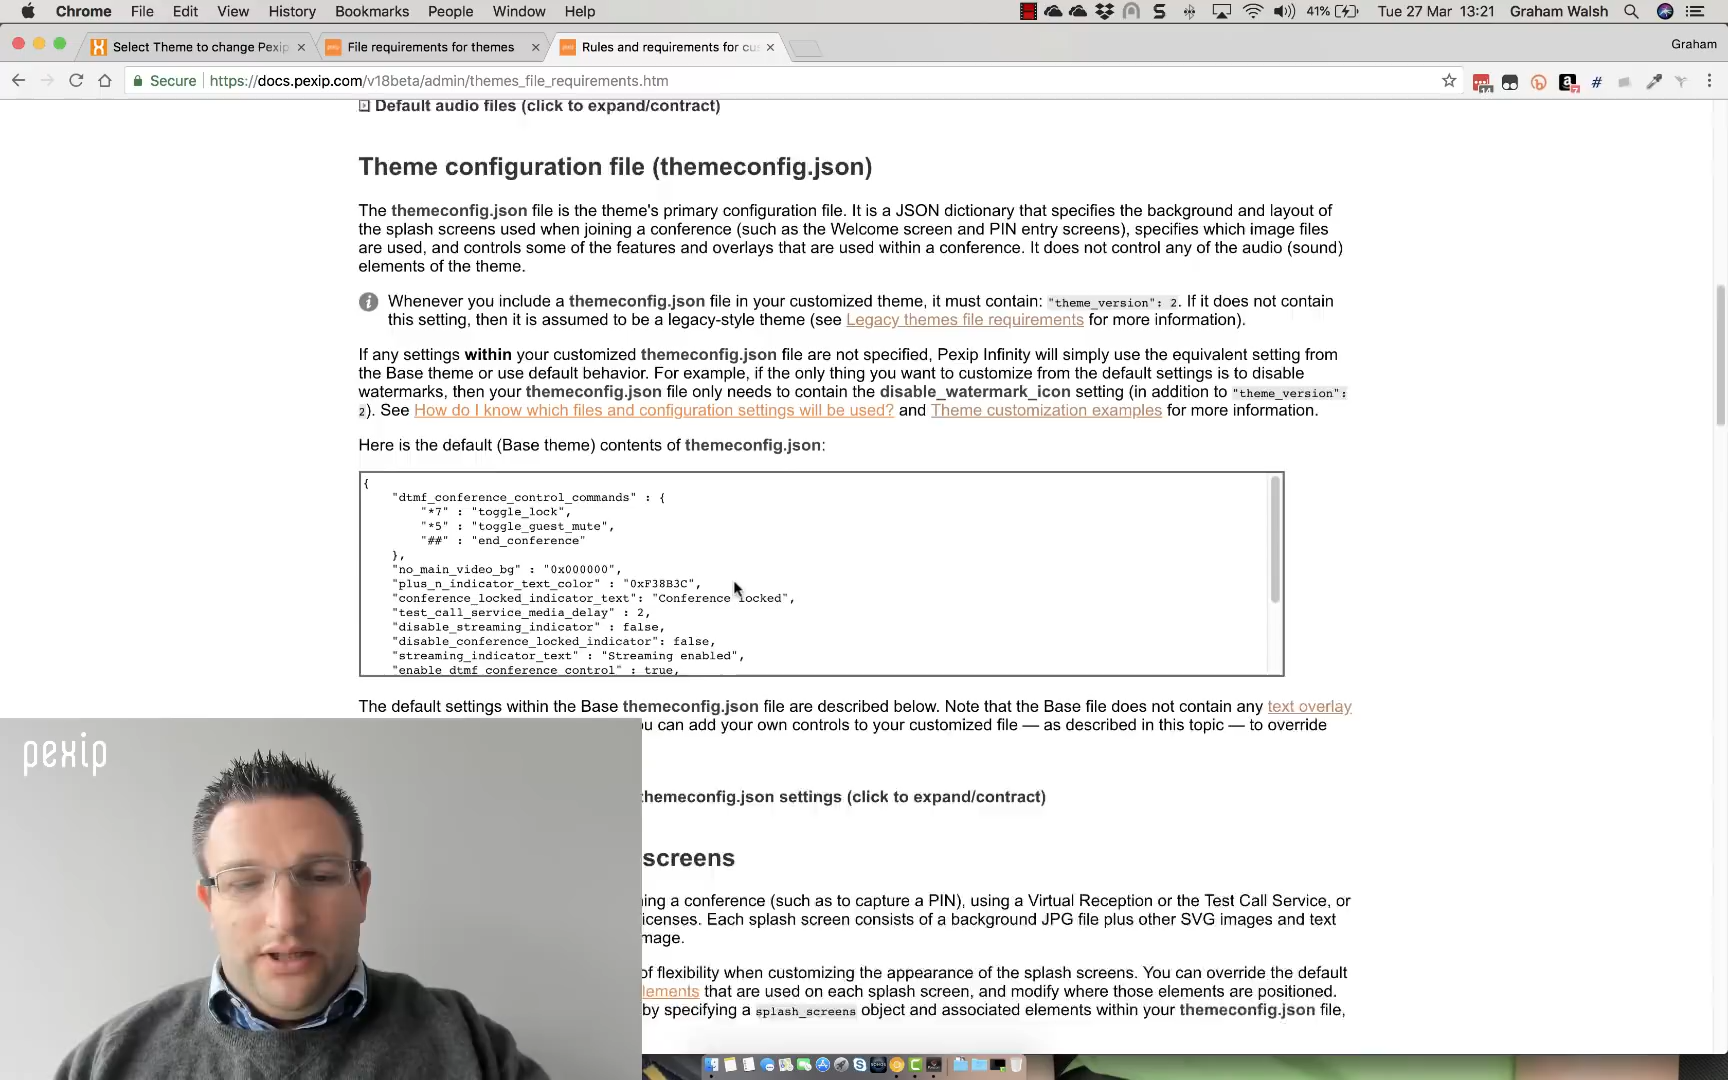 Chrome File Edit View History Bookmarks People Window Help 41% Tue 27 Mar 13:21 Graham Walsh
Select Theme to change Pexip
File requirements for themes
Rules and requirements for cu
Graham
Secure https://docs.pexip.com/v18beta/admin/themes_file_requirements.htm
Default audio files (click to expand/contract)
Theme configuration file (themeconfig.json)
The themeconfig.json file is the theme's primary configuration file. It is a JSON dictionary that specifies the background and layout of
the splash screens used when joining a conference (such as the Welcome screen and PIN entry screens), specifies which image files
are used, and controls some of the features and overlays that are used within a conference. It does not control any of the audio (sound)
elements of the theme.
Whenever you include a themeconfig.json file in your customized theme, it must contain: "theme_version": 2. If it does not contain
this setting, then it is assumed to be a legacy-style theme (see Legacy themes file requirements for more information).
If any settings within your customized themeconfig.json file are not specified, Pexip Infinity will simply use the equivalent setting from
the Base theme or use default behavior. For example, if the only thing you want to customize from the default settings is to disable
watermarks, then your themeconfig.json file only needs to contain the disable_watermark_icon setting (in addition to "theme_version":
2). See How do I know which files and configuration settings will be used? and Theme customization examples for more information.
Here is the default (Base theme) contents of themeconfig.json:
{
"dtmf_conference_control_commands" : {
"*7" : "toggle_lock",
"*5" : "toggle_guest_mute",
"##" : "end_conference"
},
"no_main_video_bg" : "0x000000",
"plus_n_indicator_text_color" : "0xF38B3C",
"conference_locked_indicator_text": "Conference locked",
"test_call_service_media_delay" : 2,
"disable_streaming_indicator" : false,
"disable_conference_locked_indicator": false,
"streaming_indicator_text" : "Streaming enabled",
"enable_dtmf_conference_control" : true,
The default settings within the Base themeconfig.json file are described below. Note that the Base file does not contain any text overlay
u can add your own controls to your customized file — as described in this topic — to override
themeconfig.json settings (click to expand/contract)
screens
ning a conference (such as to capture a PIN), using a Virtual Reception or the Test Call Service, or
icenses. Each splash screen consists of a background JPG file plus other SVG images and text
mage.
of flexibility when customizing the appearance of the splash screens. You can override the default
lements that are used on each splash screen, and modify where those elements are positioned.
by specifying a splash_screens object and associated elements within your themeconfig.json file,
pexip